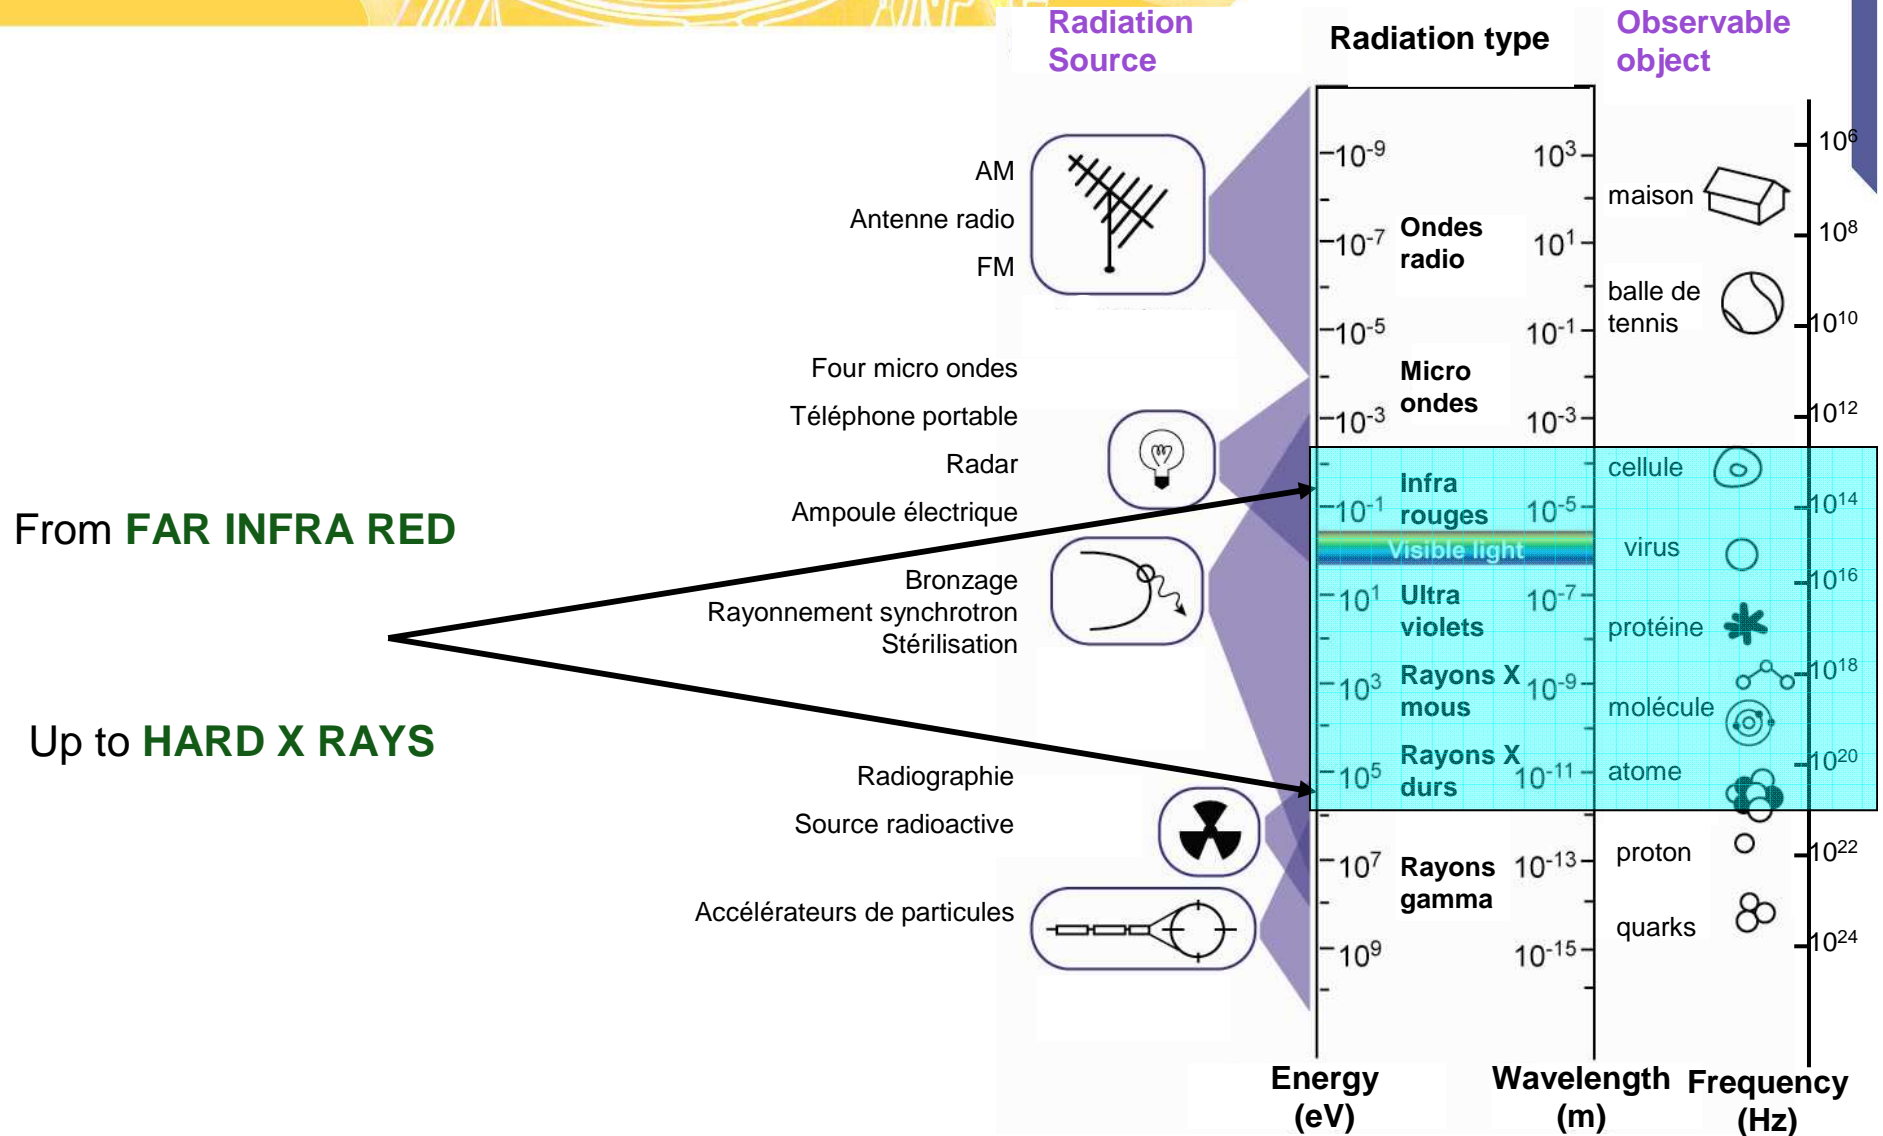 Radiation
Source
Radiation type
Observable
object
AM
Antenne radio
FM
Four micro ondes
Téléphone portable
Radar
Ampoule électrique
Bronzage
Rayonnement synchrotron
Stérilisation
Radiographie
Source radioactive
Accélérateurs de particules
From FAR INFRA RED
Up to HARD X RAYS
10-9
10-7
10-5
10-3
10-1
101
103
105
107
109
Energy
(eV)
Ondes
radio
Micro
ondes
Infra
rouges
Visible light
Ultra
violets
Rayons X
mous
Rayons X
durs
Rayons
gamma
103
101
10-1
10-3
10-5
10-7
10-9
10-11
10-13
10-15
Wavelength
(m)
maison
balle de
tennis
cellule
virus
protéine
molécule
atome
proton
quarks
106
108
1010
1012
1014
1016
1018
1020
1022
1024
Frequency
(Hz)